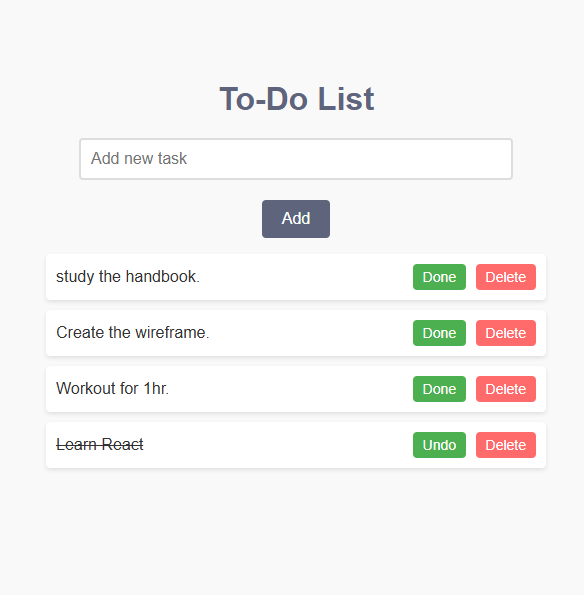 To-Do List
Add new task
Add
study the handbook. Done Delete
Create the wireframe. Done Delete
Workout for 1hr. Done Delete
Learn React Undo Delete